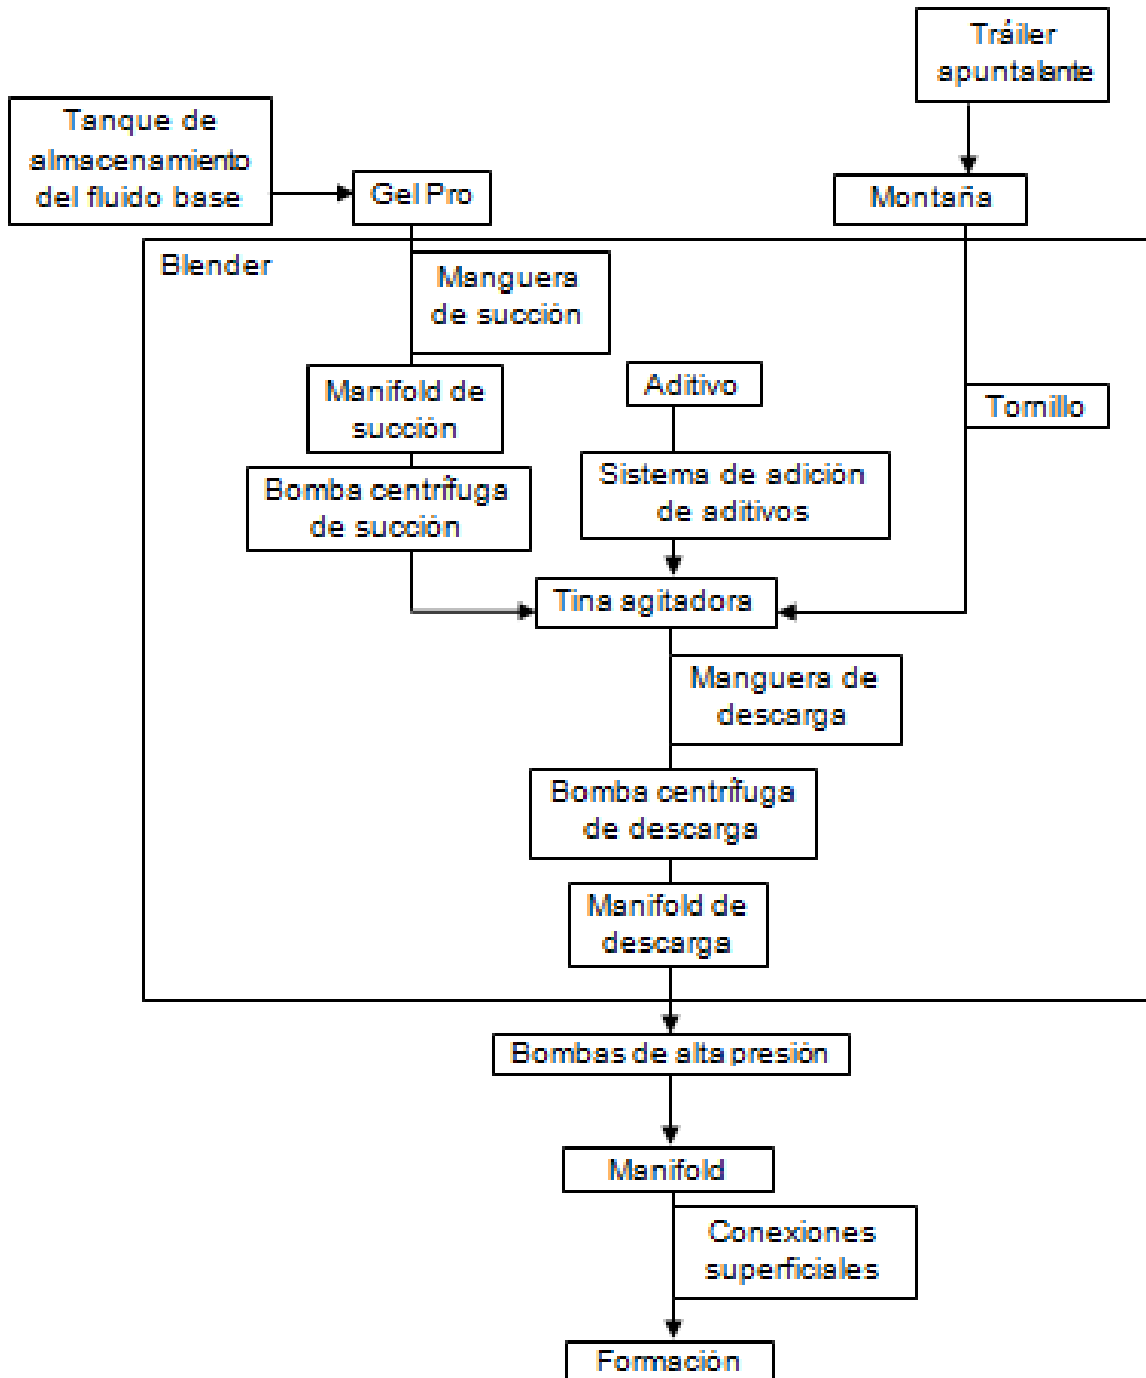 Tráiler
apuntalante
Tanque de
almacenamiento
del fluido base
Gel Pro
Montaña
Blender
Manguera
de succión
Manifold de
succión
Aditivo
Tornillo
Bomba centrífuga
de succión
Sistema de adición
de aditivos
Tina agitadora
Manguera de
descarga
Bomba centrífuga
de descarga
Manifold de
descarga
Bombas de alta presión
Manifold
Conexiones
superficiales
Formación